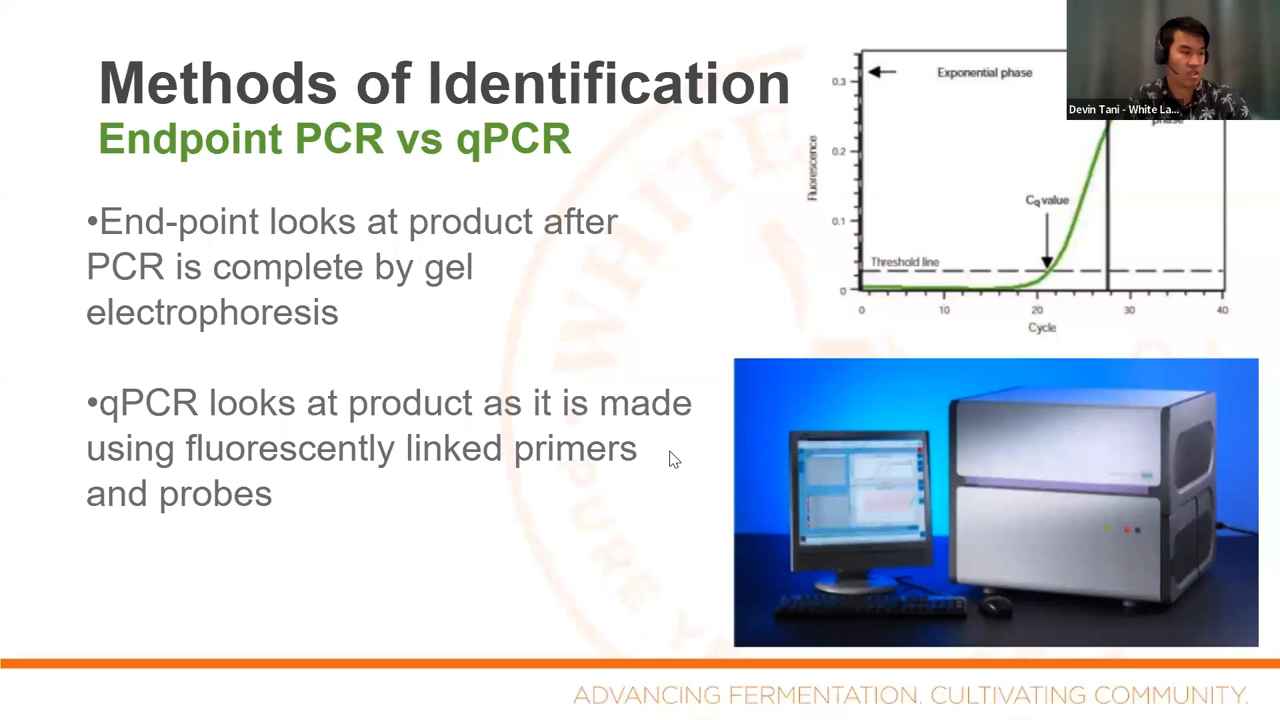 Methods of Identification
Endpoint PCR vs qPCR
•End-point looks at product after
PCR is complete by gel
electrophoresis
•qPCR looks at product as it is made
using fluorescently linked primers
and probes
Exponential phase
phase
Fluorescence
0.3
0.2
0.1
0
Cq value
Threshold line
0 10 20 30 40
Cycle
Devin Tani - White La...
WHITE
PURE Y
ADVANCING FERMENTATION. CULTIVATING COMMUNITY.